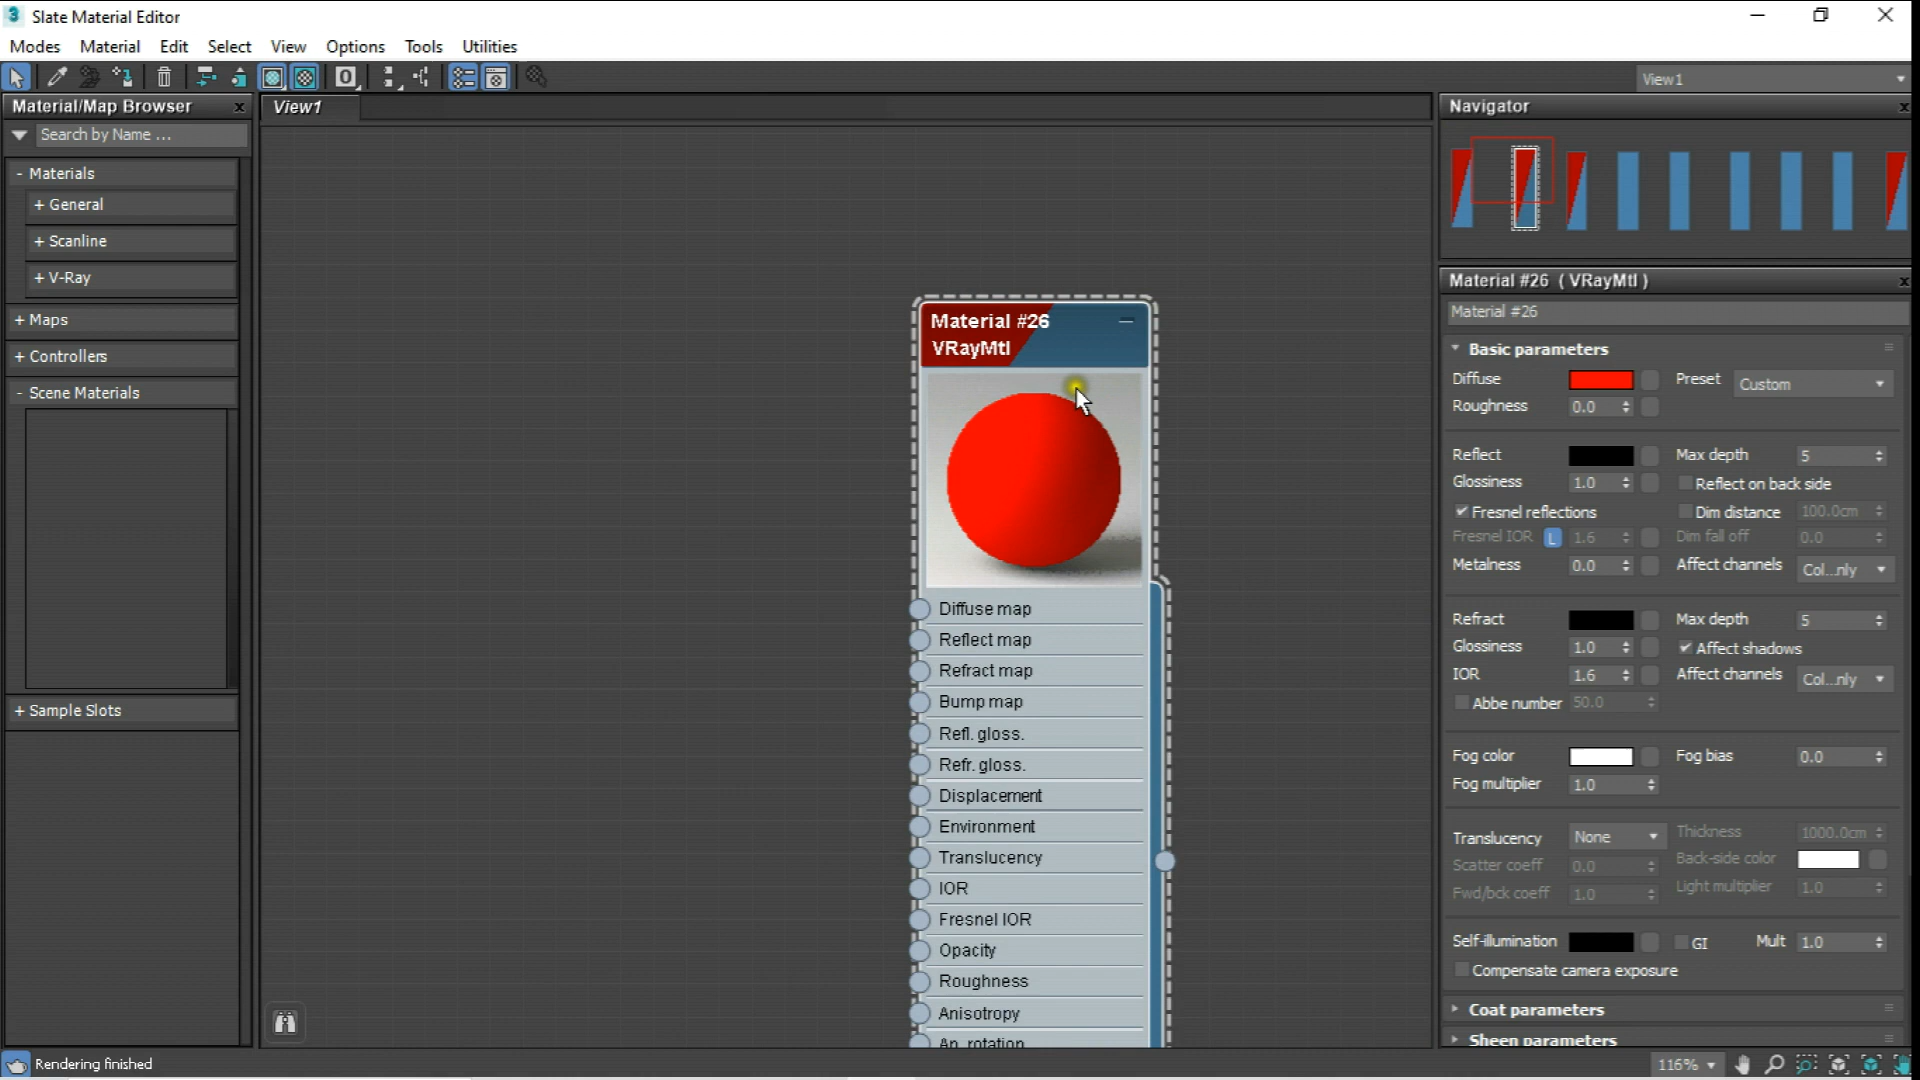 3 Slate Material Editor
Modes Material Edit Select View Options Tools Utilities
0
View1
Material/Map Browser x
View1
Navigator x
Search by Name ...
- Materials
+ General
+ Scanline
+ V-Ray
+ Maps
+ Controllers
- Scene Materials
+ Sample Slots
Material #26
VRayMtl
Diffuse map
Reflect map
Refract map
Bump map
Refl. gloss.
Refr. gloss.
Displacement
Environment
Translucency
IOR
Fresnel IOR
Opacity
Roughness
Anisotropy
An. rotation
Material #26 ( VRayMtl ) x
Material #26
Basic parameters
Diffuse Preset Custom
Roughness 0.0
Reflect Max depth 5
Glossiness 1.0 Reflect on back side
Fresnel reflections Dim distance 100.0cm
Fresnel IOR L 1.6 Dim fall off 0.0
Metalness 0.0 Affect channels Col...nly
Refract Max depth 5
Glossiness 1.0 Affect shadows
IOR 1.6 Affect channels Col...nly
Abbe number 50.0
Fog color Fog bias 0.0
Fog multiplier 1.0
Translucency None Thickness 1000.0cm
Scatter coeff 0.0 Back-side color
Fwd/bck coeff 1.0 Light multiplier 1.0
Self-illumination GI Mult 1.0
Compensate camera exposure
Coat parameters
Sheen parameters
Rendering finished
116%